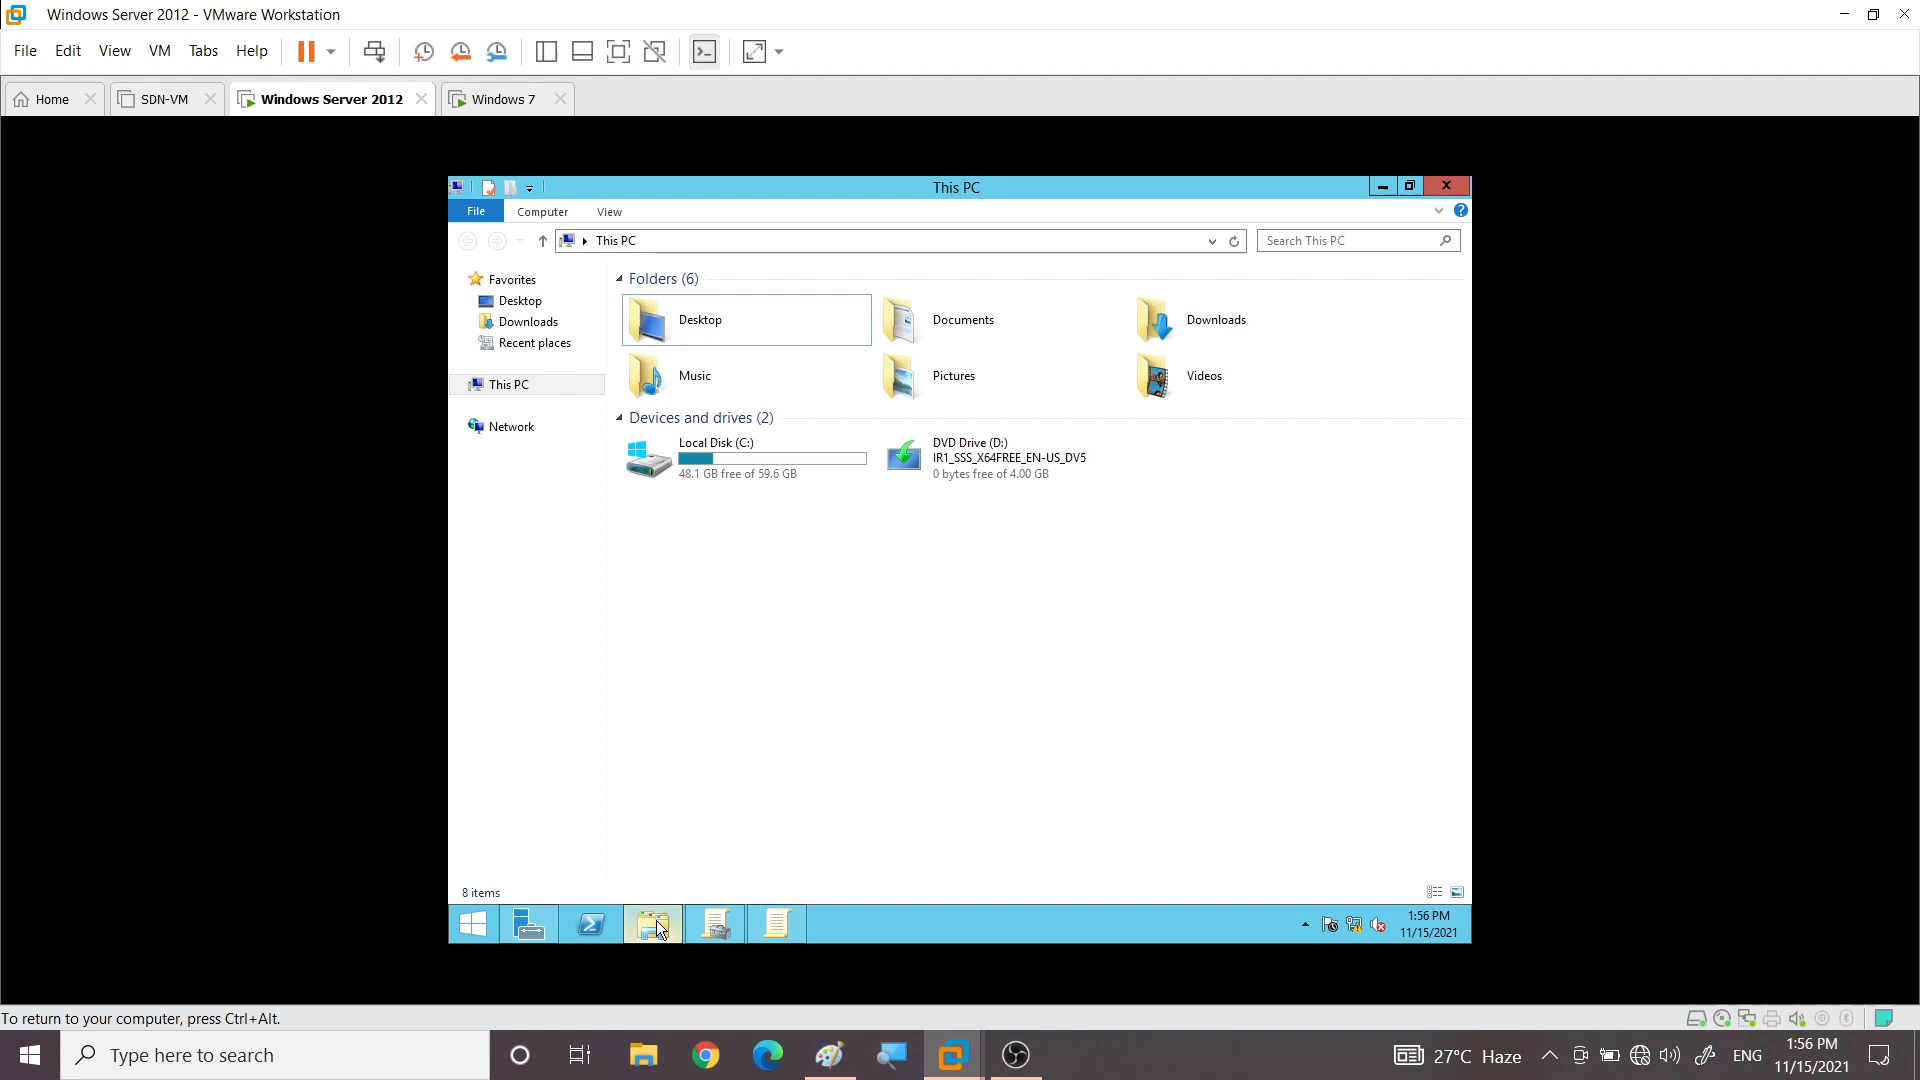 Windows Server 2012 - VMware Workstation
File Edit View VM Tabs Help
Home SDN-VM Windows Server 2012 Windows 7
This PC
File Computer View
This PC Search This PC
Favorites
Desktop
Downloads
Recent places
This PC
Network
Folders (6)
Desktop Documents Downloads
Music Pictures Videos
Devices and drives (2)
Local Disk (C:)
48.1 GB free of 59.6 GB
DVD Drive (D:)
IR1_SSS_X64FREE_EN-US_DV5
0 bytes free of 4.00 GB
8 items
1:56 PM
11/15/2021
To return to your computer, press Ctrl+Alt.
Type here to search
27°C Haze ENG
1:56 PM
11/15/2021